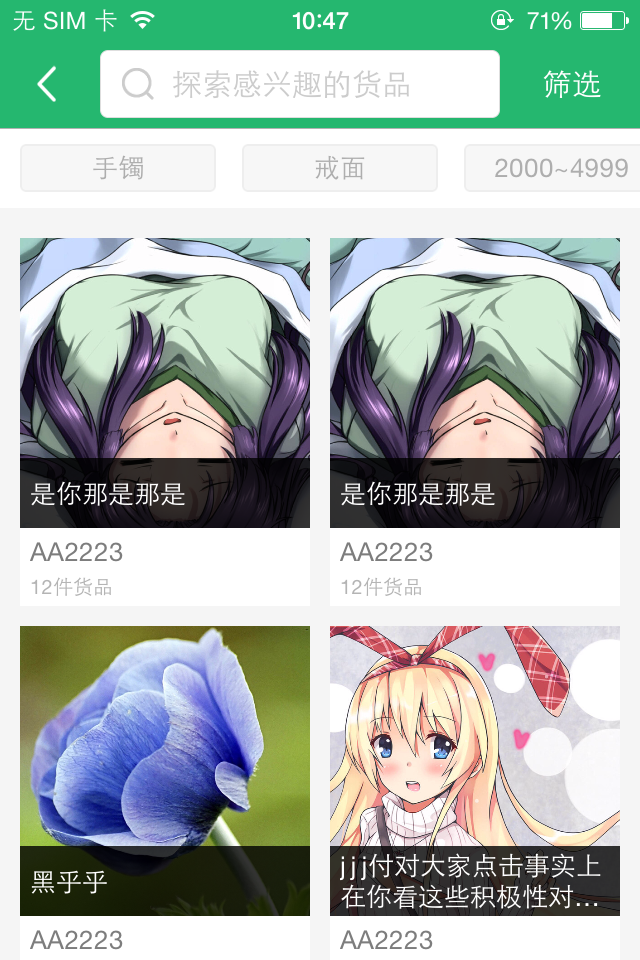 无 SIM 卡 10:47 71%
探索感兴趣的货品 筛选
手镯 戒面 2000~4999
是你那是那是 是你那是那是
AA2223 AA2223
12件货品 12件货品
黑乎乎
jjj付对大家点击事实上
在你看这些积极性对...
AA2223 AA2223